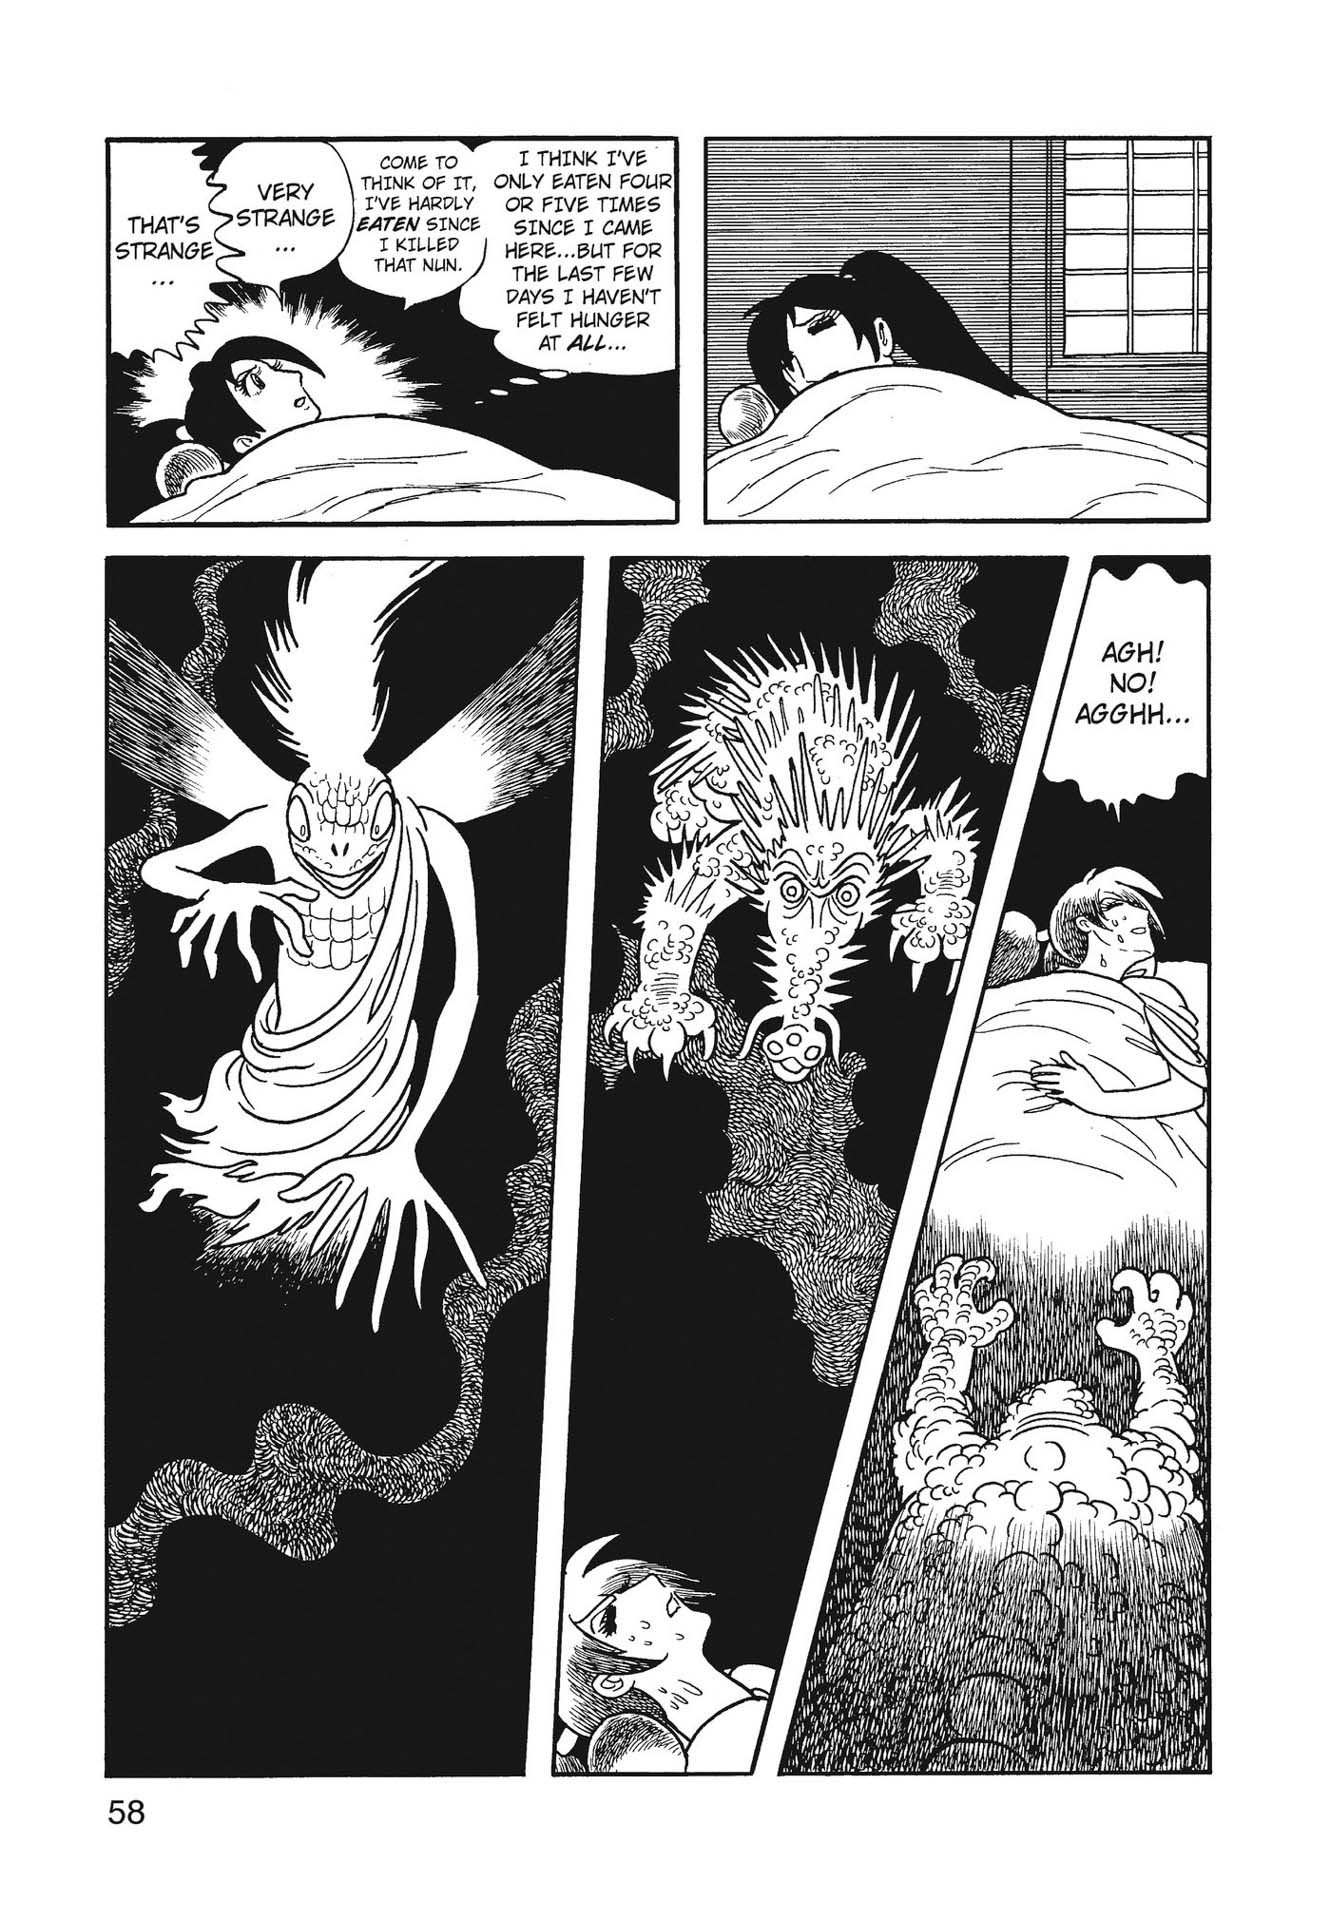 THAT'S
STRANGE
...
VERY
STRANGE
...
COME TO
THINK OF IT,
I'VE HARDLY
EATEN SINCE
I KILLED
THAT NUN.
I THINK I'VE
ONLY EATEN FOUR
OR FIVE TIMES
SINCE I CAME
HERE...BUT FOR
THE LAST FEW
DAYS I HAVEN'T
FELT HUNGER
AT ALL...
AGH!
NO!
AGGHH...
58